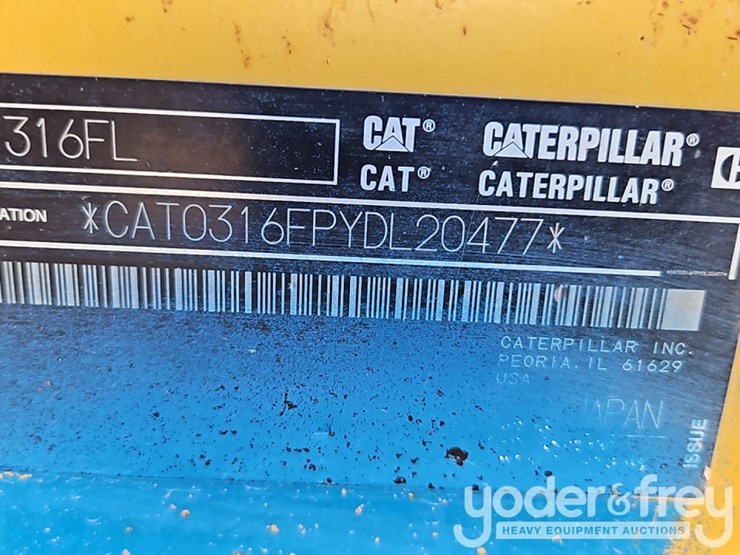 316FL
CAT® CATERPILLAR®
CAT® CATERPILLAR®
ATION *CAT0316FPYDL20477*
CATERPILLAR INC.
PEORIA, IL 61629
USA
JAPAN
ISSUE
yoder & frey
HEAVY EQUIPMENT AUCTIONS